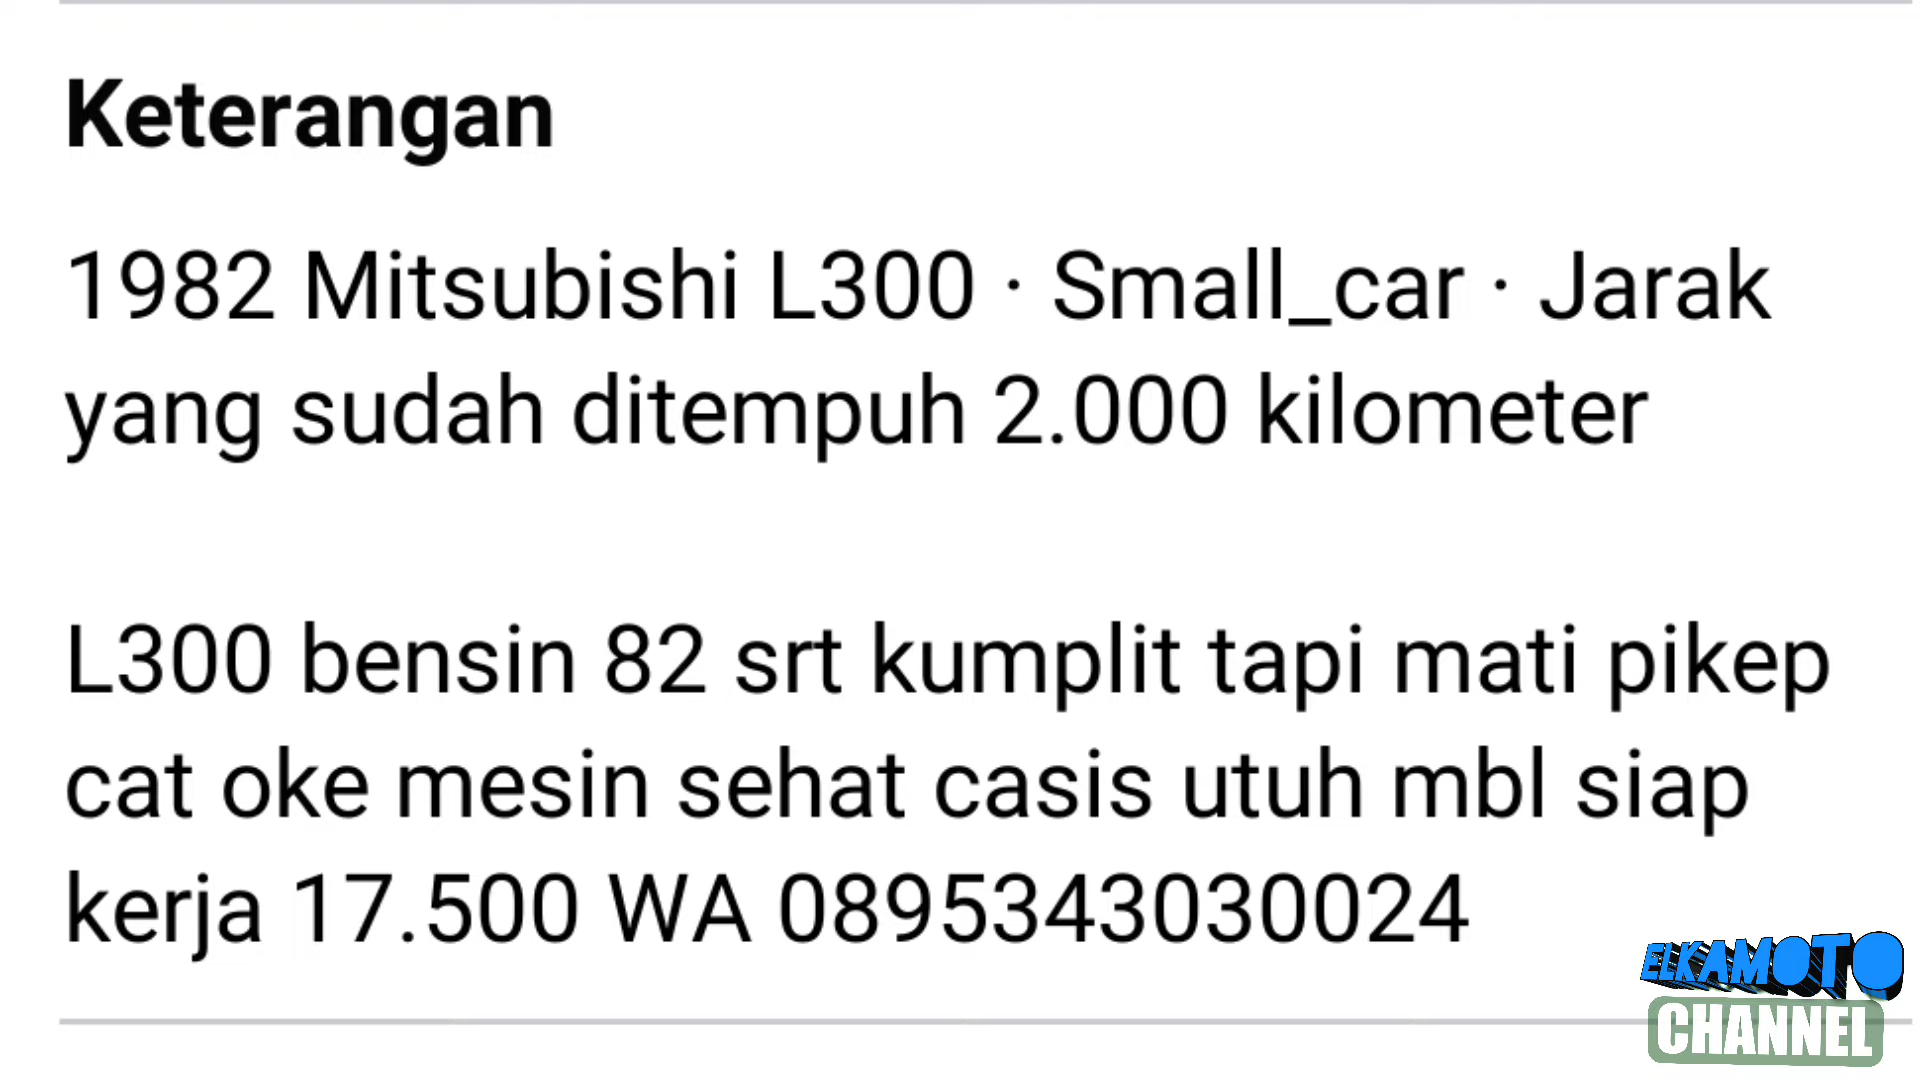 Keterangan
1982 Mitsubishi L300 · Small_car · Jarak
yang sudah ditempuh 2.000 kilometer
L300 bensin 82 srt kumplit tapi mati pikep
cat oke mesin sehat casis utuh mbl siap
kerja 17.500 WA 0895343030024
ELKAMOTO
CHANNEL